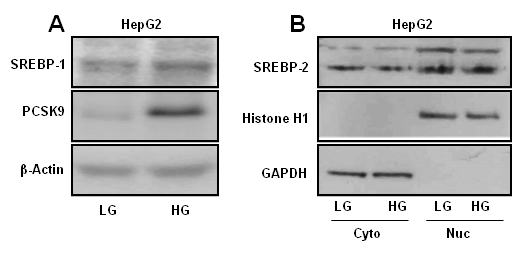 A
HepG2
SREBP-1
PCSK9
β-Actin
LG HG
B
HepG2
SREBP-2
Histone H1
GAPDH
LG HG LG HG
Cyto Nuc